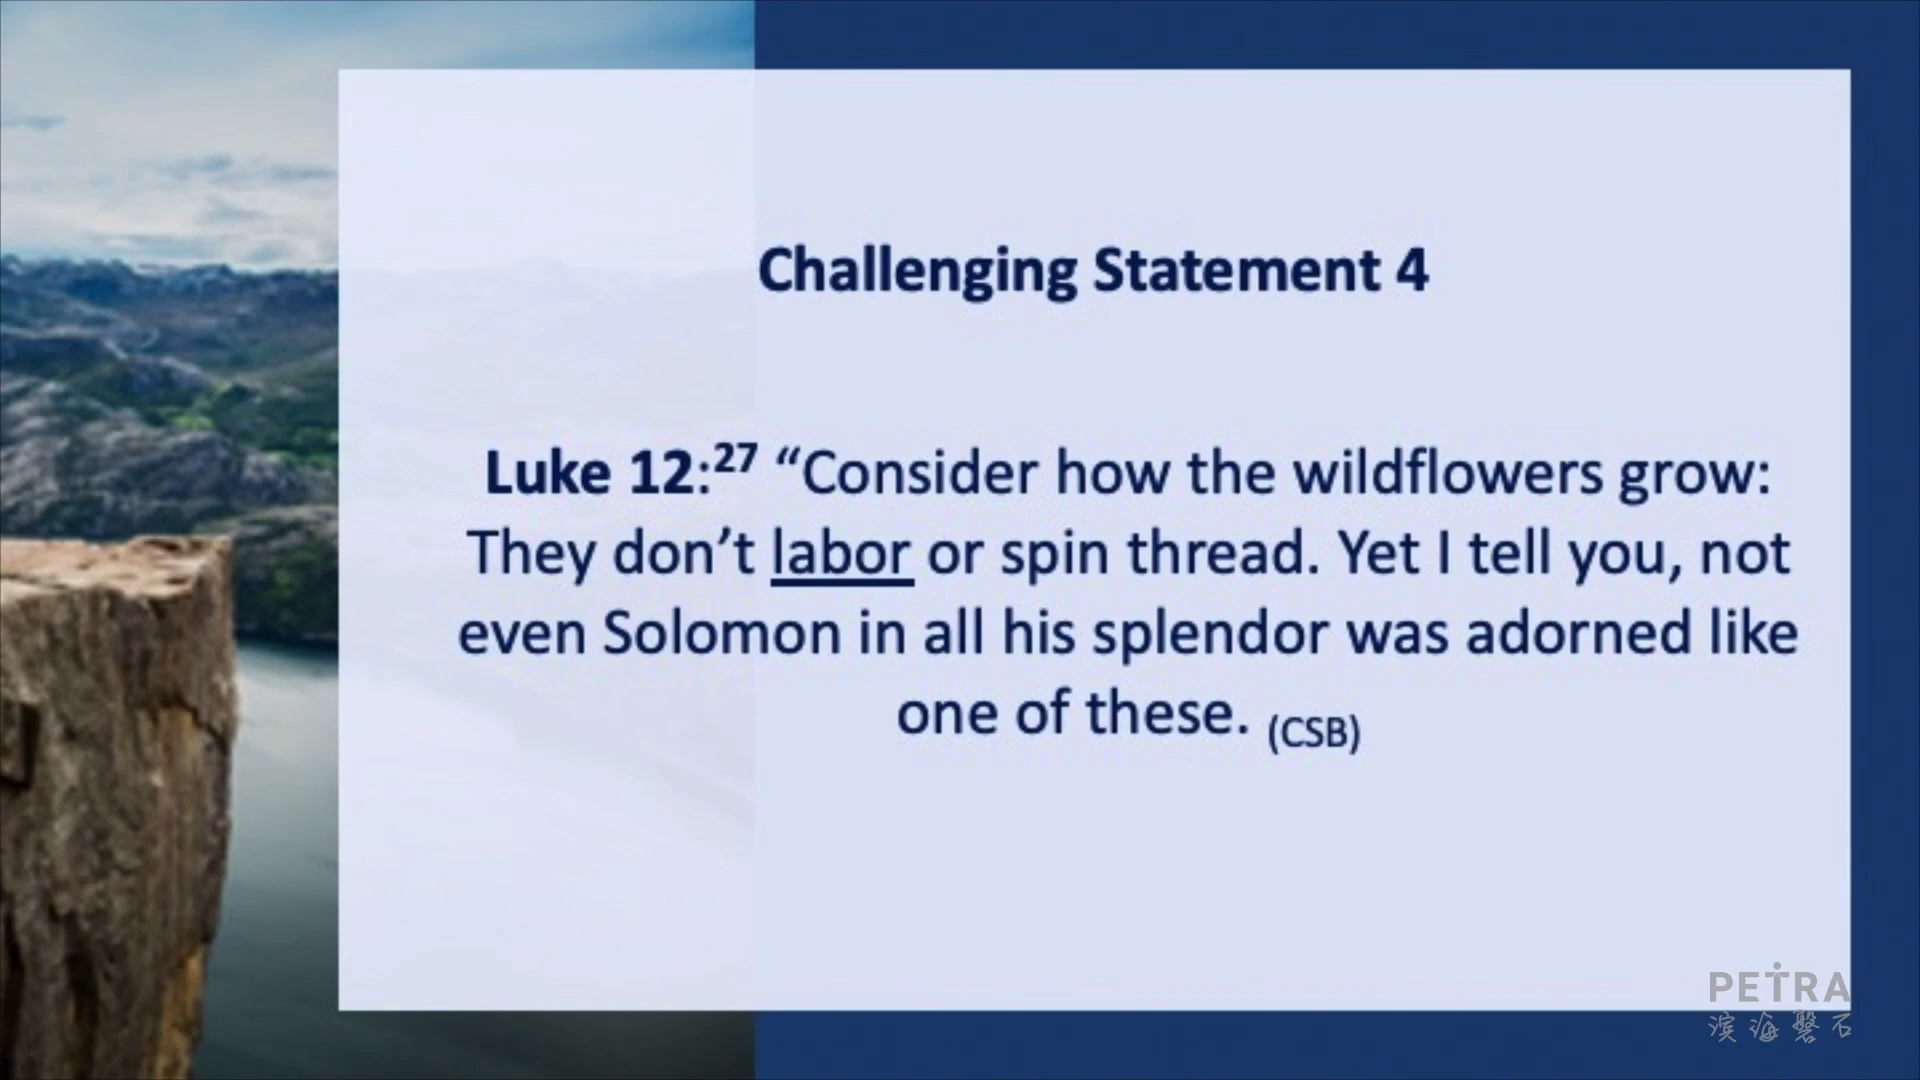 Challenging Statement 4
Luke 12:27 “Consider how the wildflowers grow:
They don’t labor or spin thread. Yet I tell you, not
even Solomon in all his splendor was adorned like
one of these. (CSB)
PETRA
滨海磐石